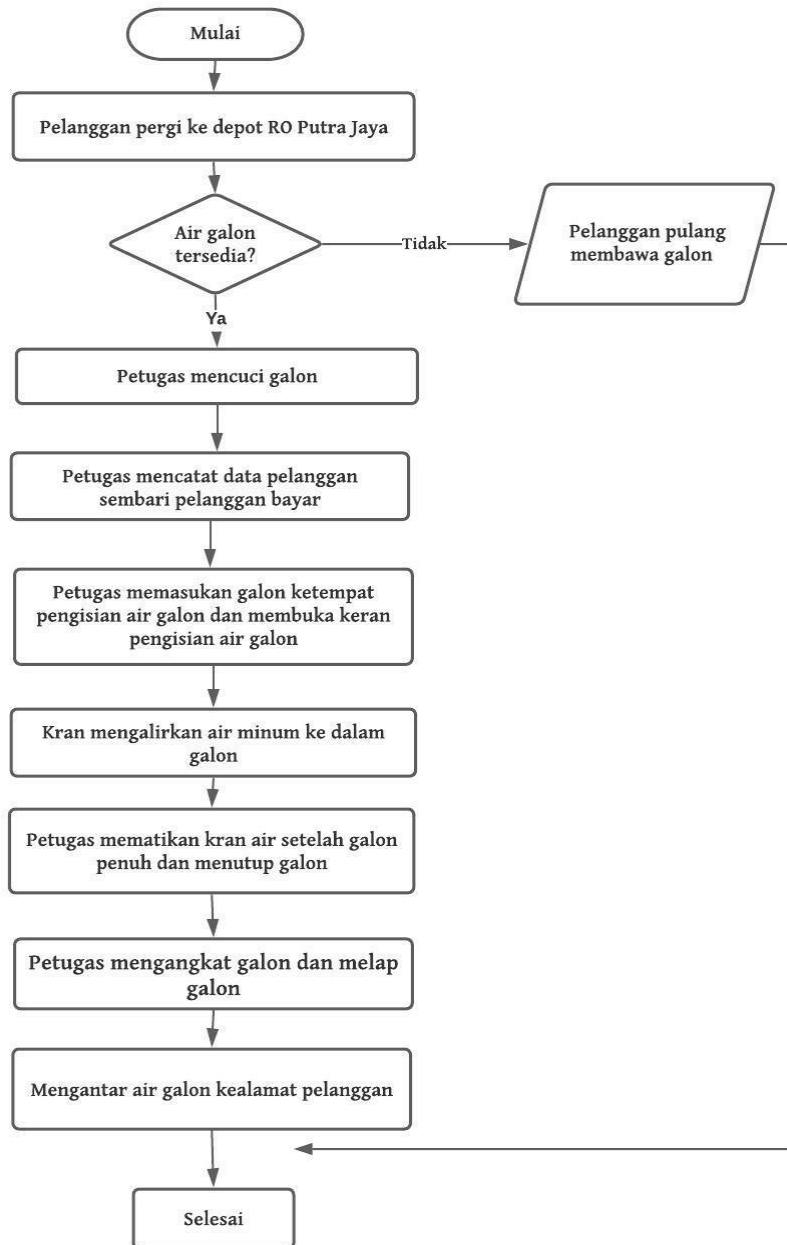 Mulai
Pelanggan pergi ke depot RO Putra Jaya
Air galon
tersedia?
Tidak
Pelanggan pulang
membawa galon
Ya
Petugas mencuci galon
Petugas mencatat data pelanggan
sembari pelanggan bayar
Petugas memasukan galon ketempat
pengisian air galon dan membuka keran
pengisian air galon
Kran mengalirkan air minum ke dalam
galon
Petugas mematikan kran air setelah galon
penuh dan menutup galon
Petugas mengangkat galon dan melap
galon
Mengantar air galon kealamat pelanggan
Selesai